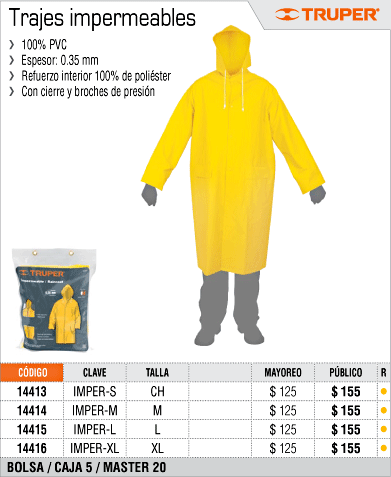 Trajes impermeables
TRUPER®
100% PVC
Espesor: 0.35 mm
Refuerzo interior 100% de poliéster
Con cierre y broches de presión
TRUPER
Impermeable / Raincoat
CÓDIGO CLAVE TALLA MAYOREO PÚBLICO R
14413 IMPER-S CH $ 125 $ 155
14414 IMPER-M M $ 125 $ 155
14415 IMPER-L L $ 125 $ 155
14416 IMPER-XL XL $ 125 $ 155
BOLSA / CAJA 5 / MASTER 20